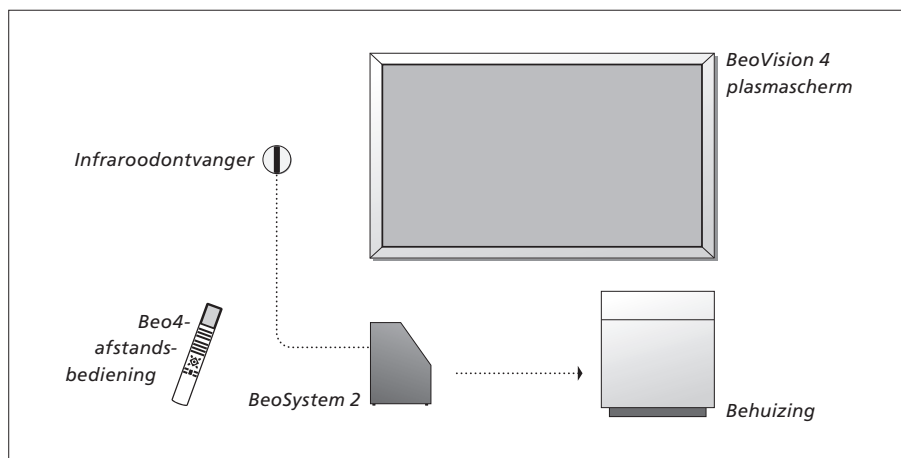 BeoVision 4
plasmascherm
Infraroodontvanger
Beo4-
afstands-
bediening
BeoSystem 2
Behuizing